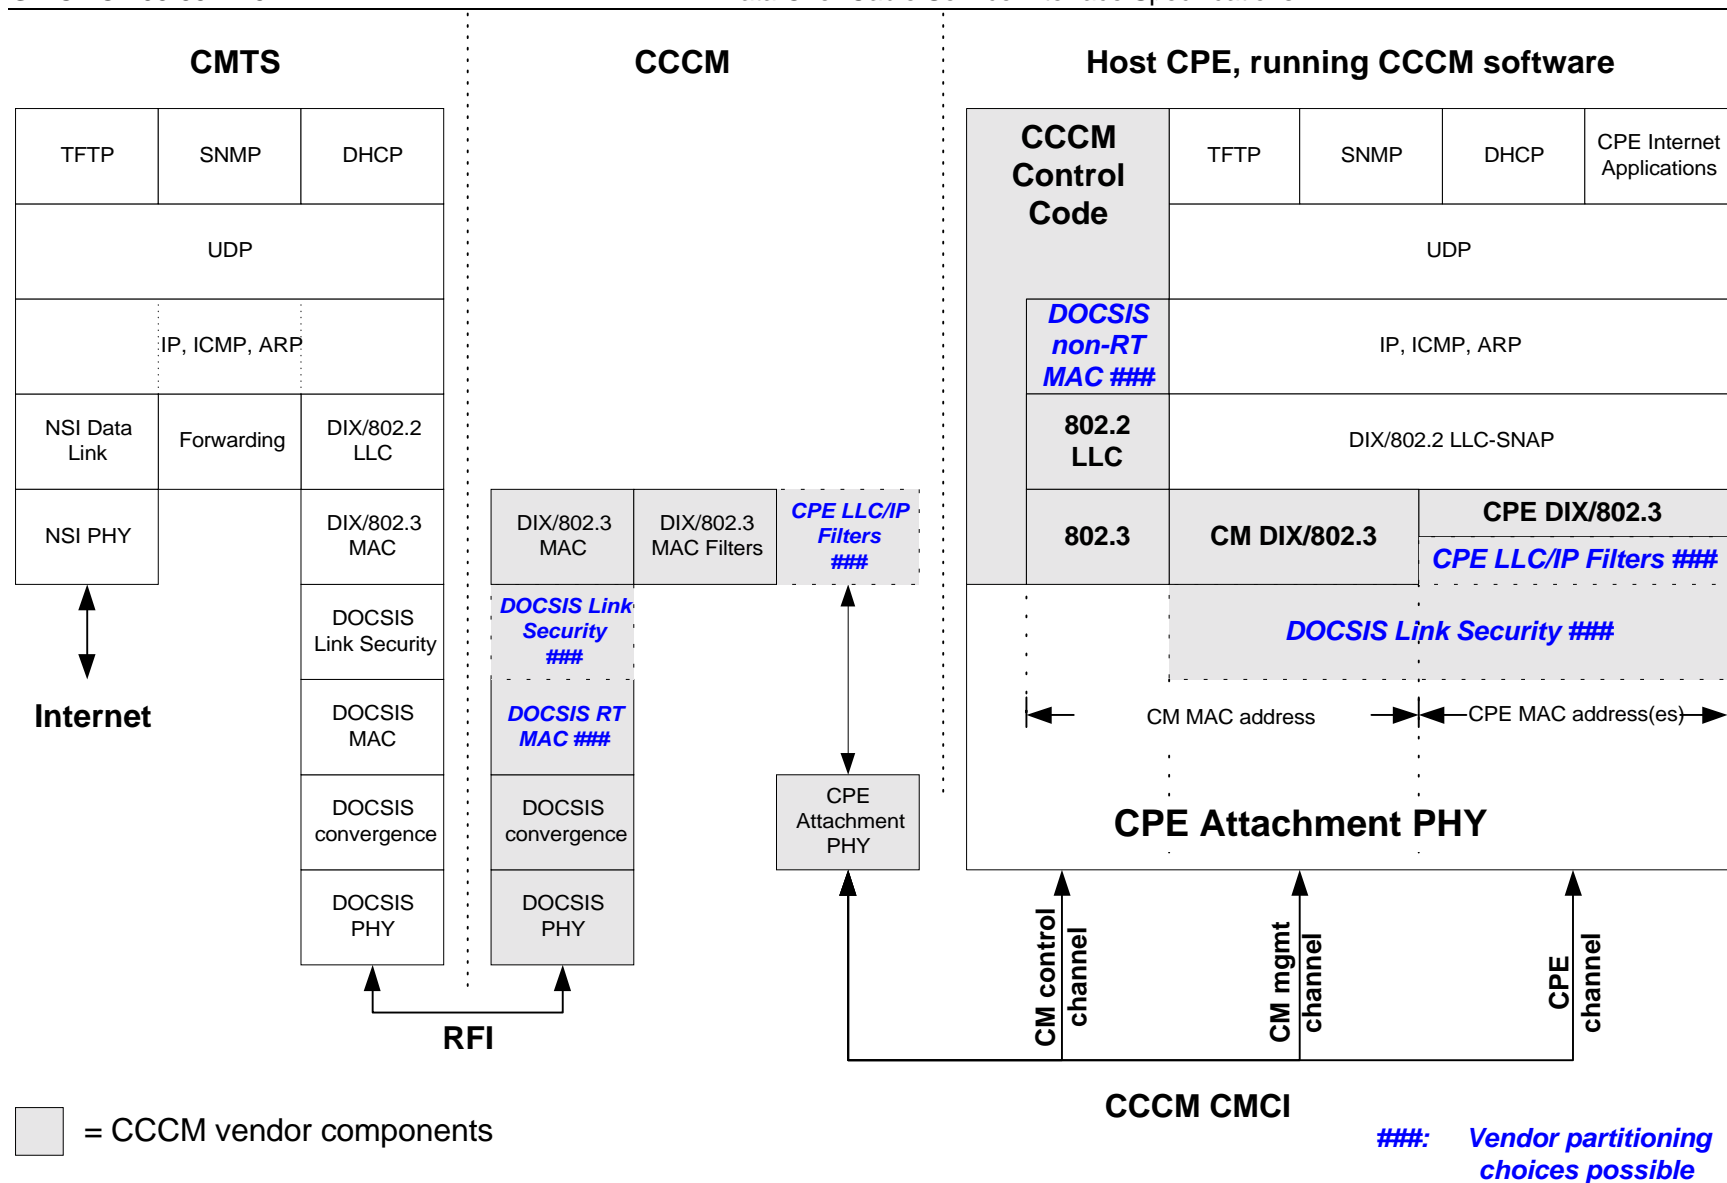 CMTS
CCCM
Host CPE, running CCCM software
TFTP
SNMP
DHCP
UDP
IP, ICMP, ARP
NSI Data
Link
Forwarding
DIX/802.2
LLC
NSI PHY
DIX/802.3
MAC
DOCSIS
Link Security
Internet
DOCSIS
MAC
DOCSIS
convergence
DOCSIS
PHY
DIX/802.3
MAC
DIX/802.3
MAC Filters
CPE LLC/IP
Filters
###
DOCSIS Link
Security
###
DOCSIS RT
MAC ###
DOCSIS
convergence
DOCSIS
PHY
CPE
Attachment
PHY
RFI
CCCM
Control
Code
TFTP
SNMP
DHCP
CPE Internet
Applications
UDP
DOCSIS
non-RT
MAC ###
IP, ICMP, ARP
802.2
LLC
DIX/802.2 LLC-SNAP
802.3
CM DIX/802.3
CPE DIX/802.3
CPE LLC/IP Filters ###
DOCSIS Link Security ###
CM MAC address
CPE MAC address(es)
CPE Attachment PHY
CM control
channel
CM mgmt
channel
CPE
channel
CCCM CMCI
= CCCM vendor components
###: Vendor partitioning
choices possible